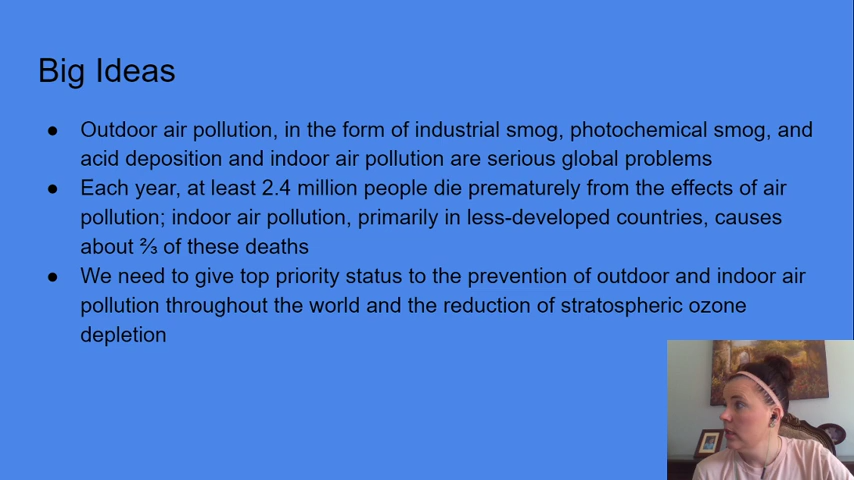 Big Ideas
● Outdoor air pollution, in the form of industrial smog, photochemical smog, and
acid deposition and indoor air pollution are serious global problems
● Each year, at least 2.4 million people die prematurely from the effects of air
pollution; indoor air pollution, primarily in less-developed countries, causes
about ⅔ of these deaths
● We need to give top priority status to the prevention of outdoor and indoor air
pollution throughout the world and the reduction of stratospheric ozone
depletion